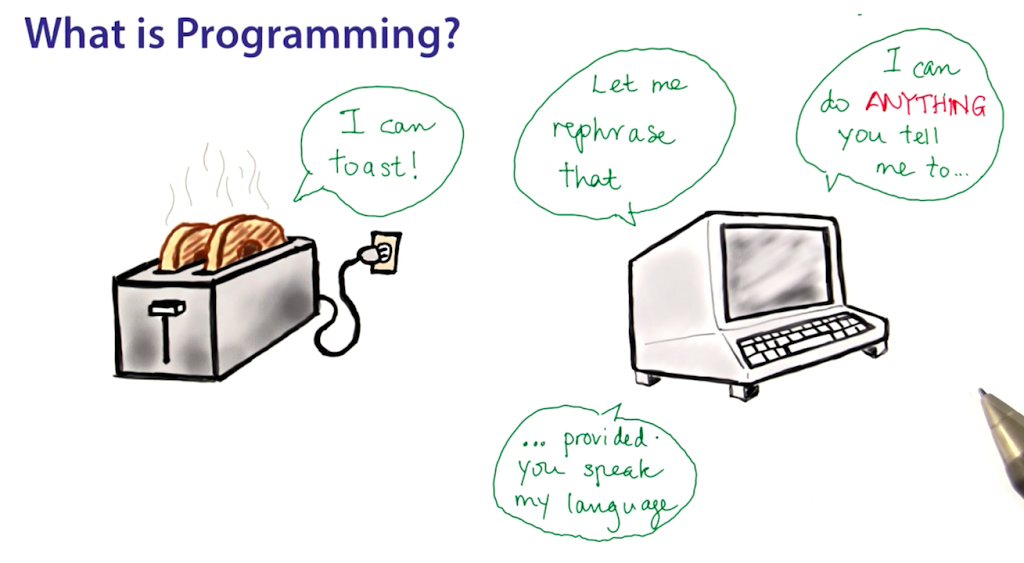 What is Programming?
I can
toast!
Let me
rephrase
that
I can
do ANYTHING
you tell
me to...
... provided
you speak
my language